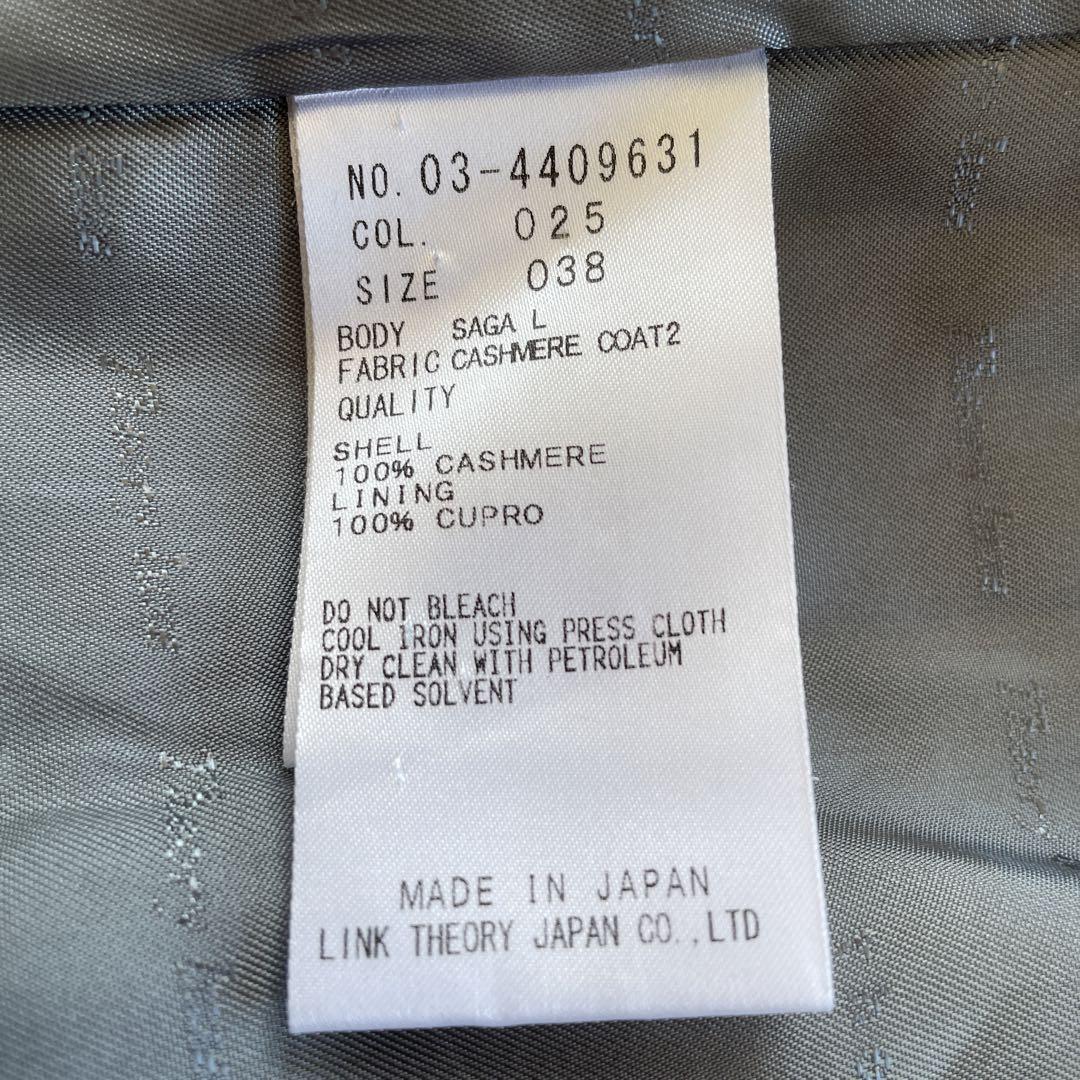 NO. 03-4409631
COL. 025
SIZE 038
BODY SAGA L
FABRIC CASHMERE COAT2
QUALITY
SHELL
100% CASHMERE
LINING
100% CUPRO
DO NOT BLEACH
COOL IRON USING PRESS CLOTH
DRY CLEAN WITH PETROLEUM
BASED SOLVENT
MADE IN JAPAN
LINK THEORY JAPAN CO.,LTD